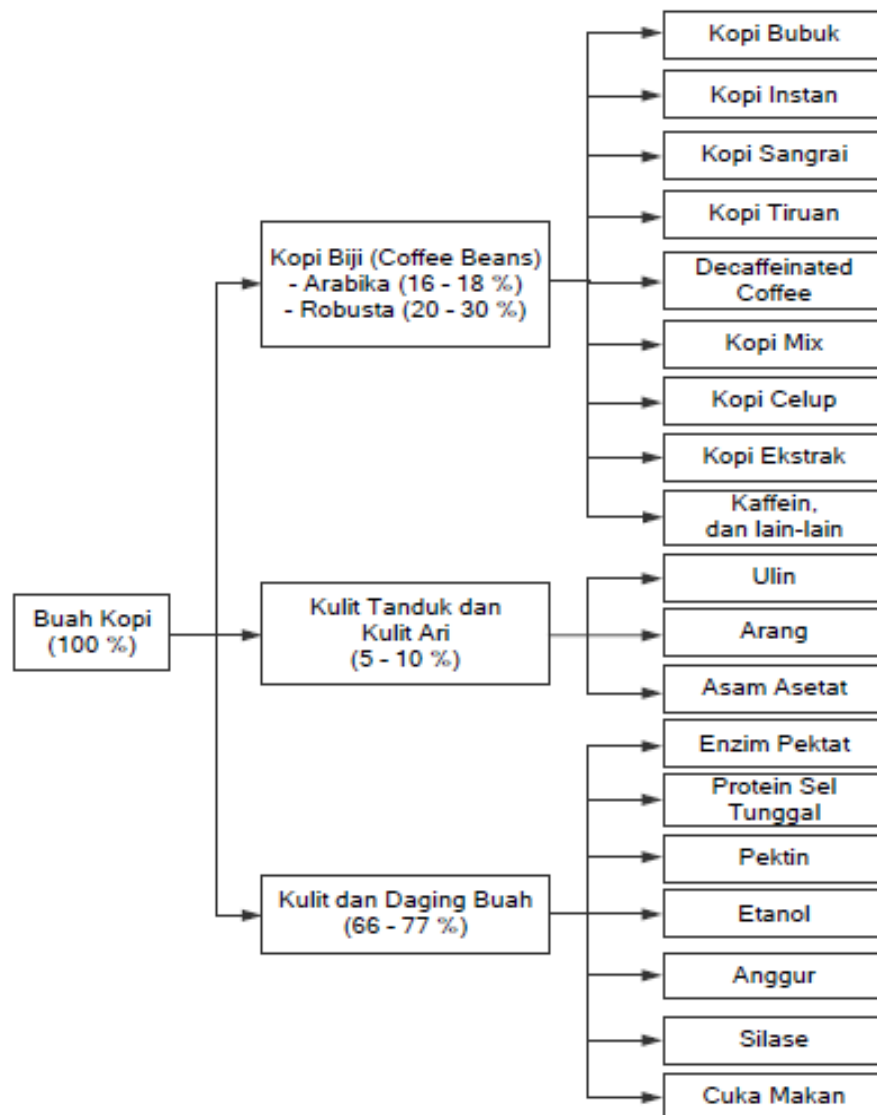 Kopi Bubuk
Kopi Instan
Kopi Sangrai
Kopi Tiruan
Kopi Biji (Coffee Beans)
- Arabika (16 - 18 %)
- Robusta (20 - 30 %)
Decaffeinated
Coffee
Kopi Mix
Kopi Celup
Kopi Ekstrak
Kaffein,
dan lain-lain
Buah Kopi
(100 %)
Kulit Tanduk dan
Kulit Ari
(5 - 10 %)
Ulin
Arang
Asam Asetat
Enzim Pektat
Protein Sel
Tunggal
Pektin
Kulit dan Daging Buah
(66 - 77 %)
Etanol
Anggur
Silase
Cuka Makan